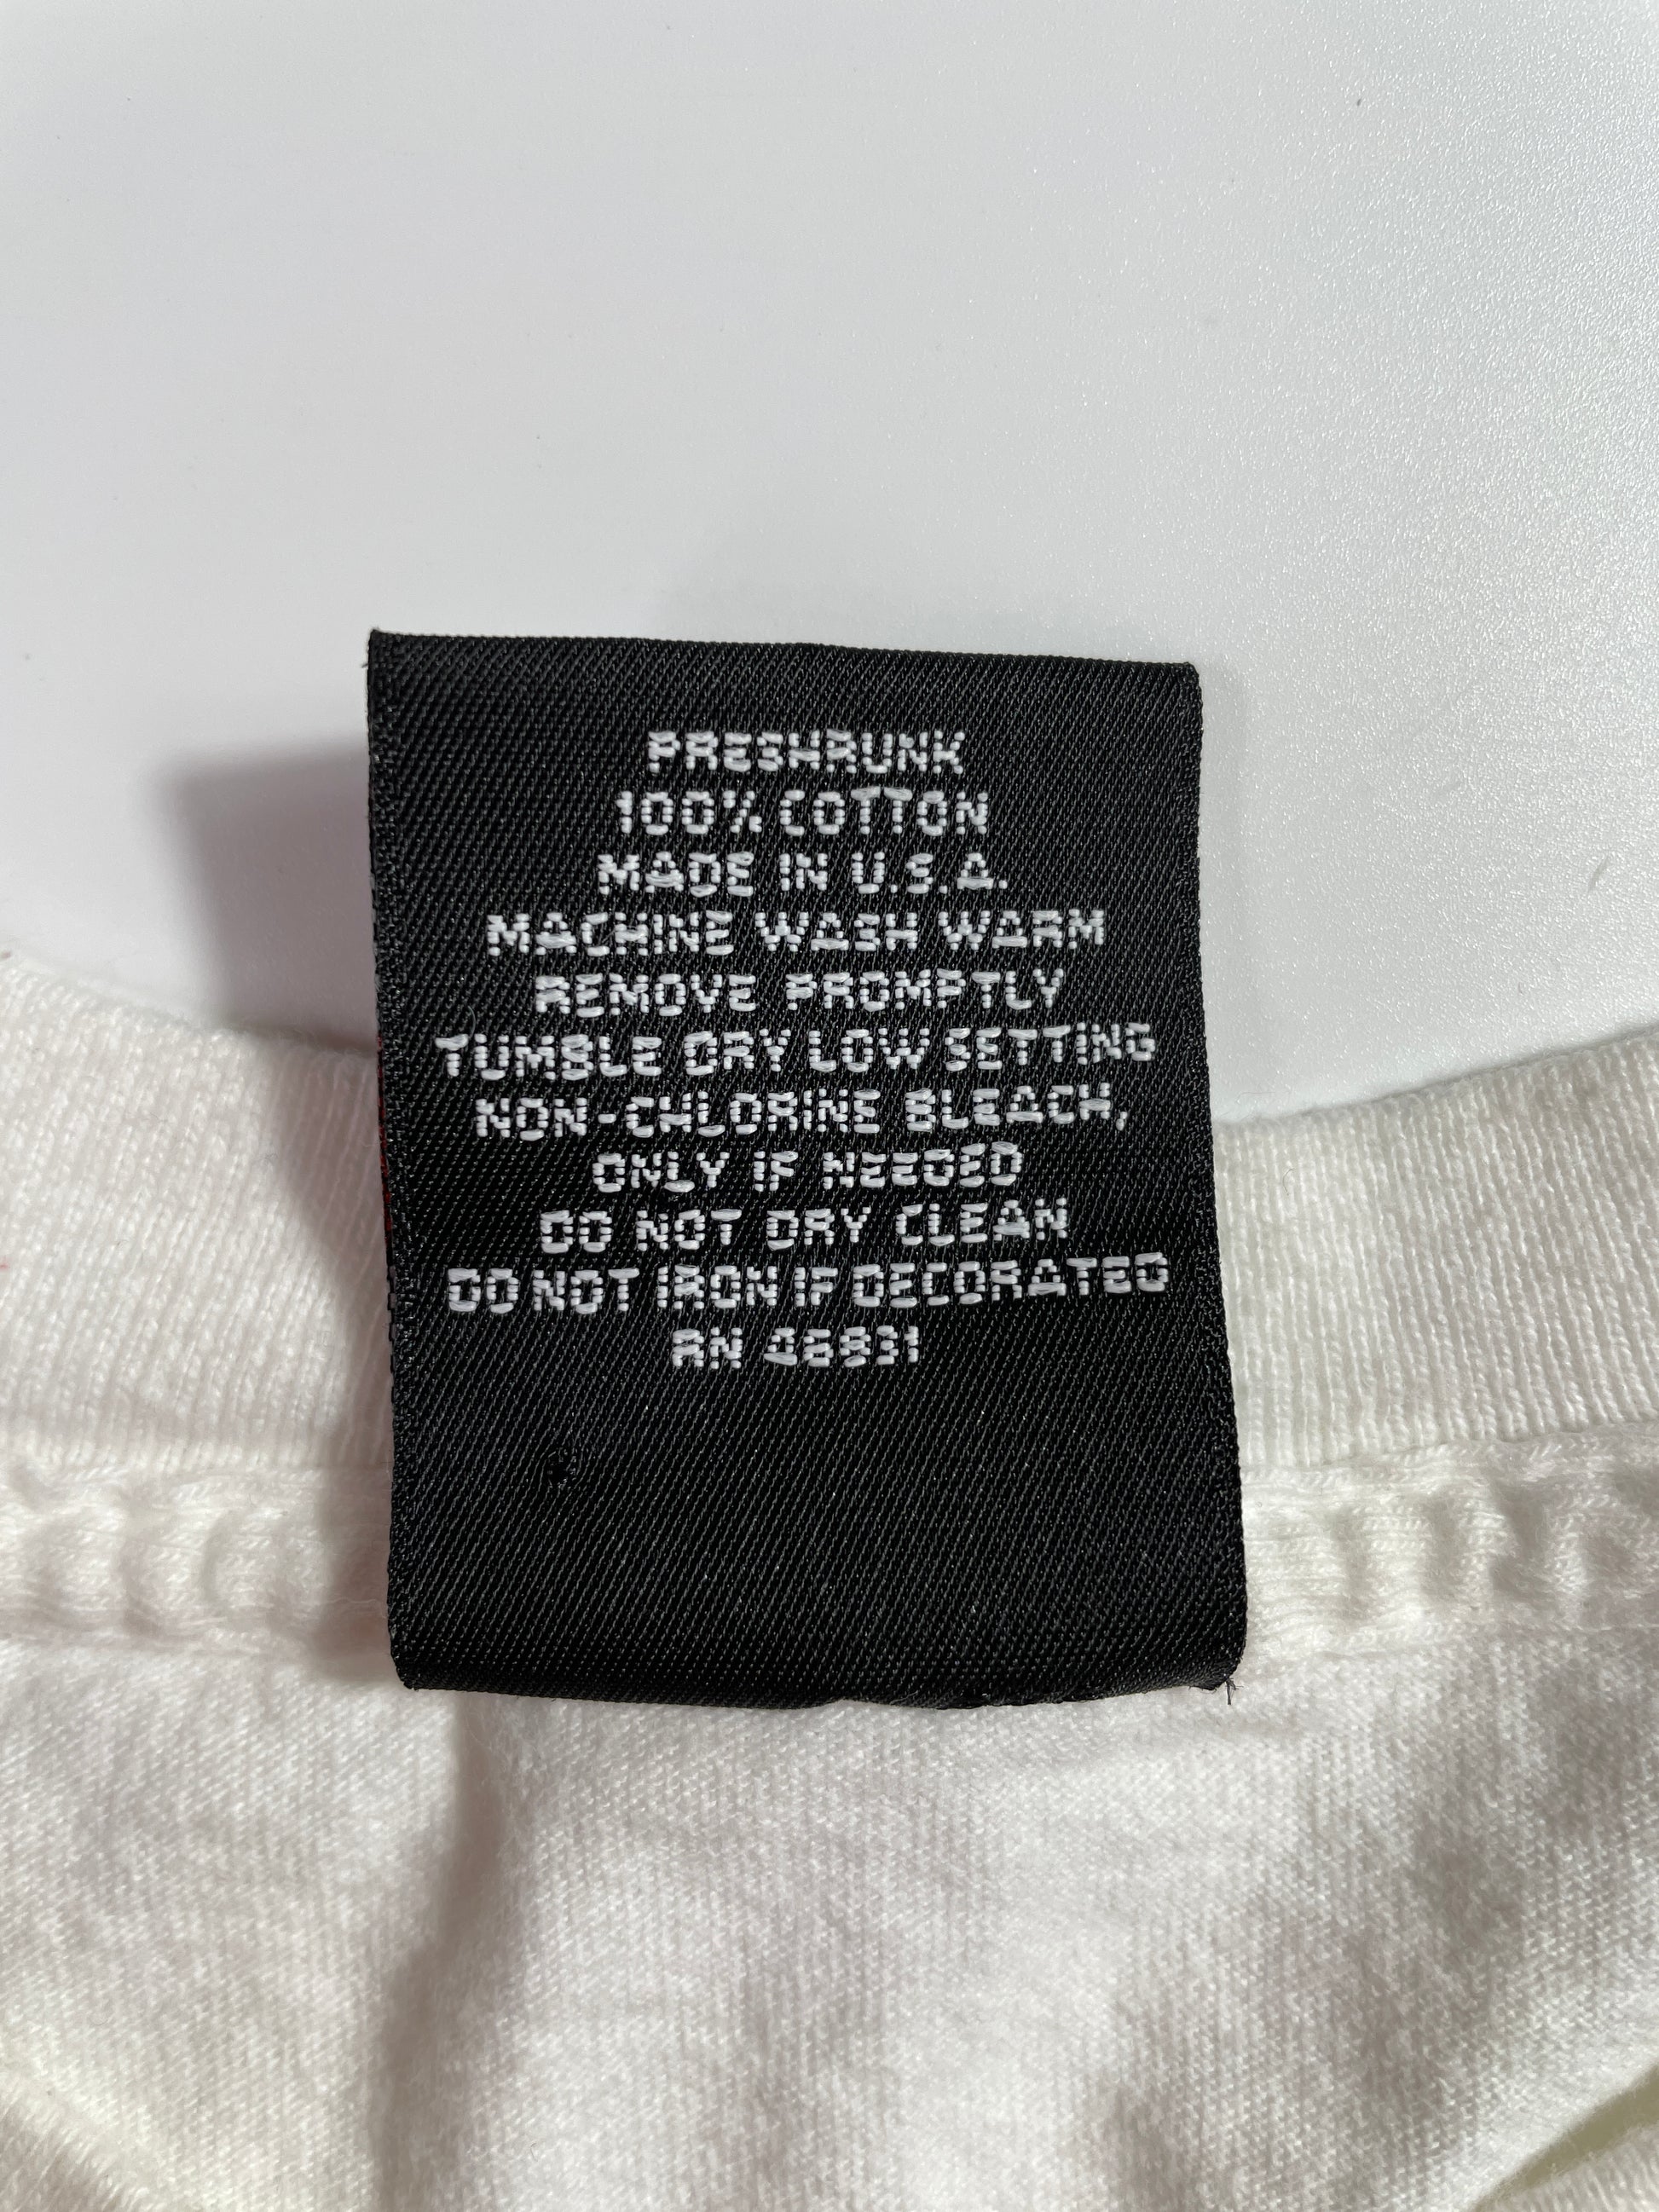 PRESHRUNK
100% COTTON
MADE IN U.S.A.
MACHINE WASH WARM
REMOVE PROMPTLY
TUMBLE DRY LOW SETTING
NON-CHLORINE BLEACH,
ONLY IF NEEDED
DO NOT DRY CLEAN
DO NOT IRON IF DECORATED
RN